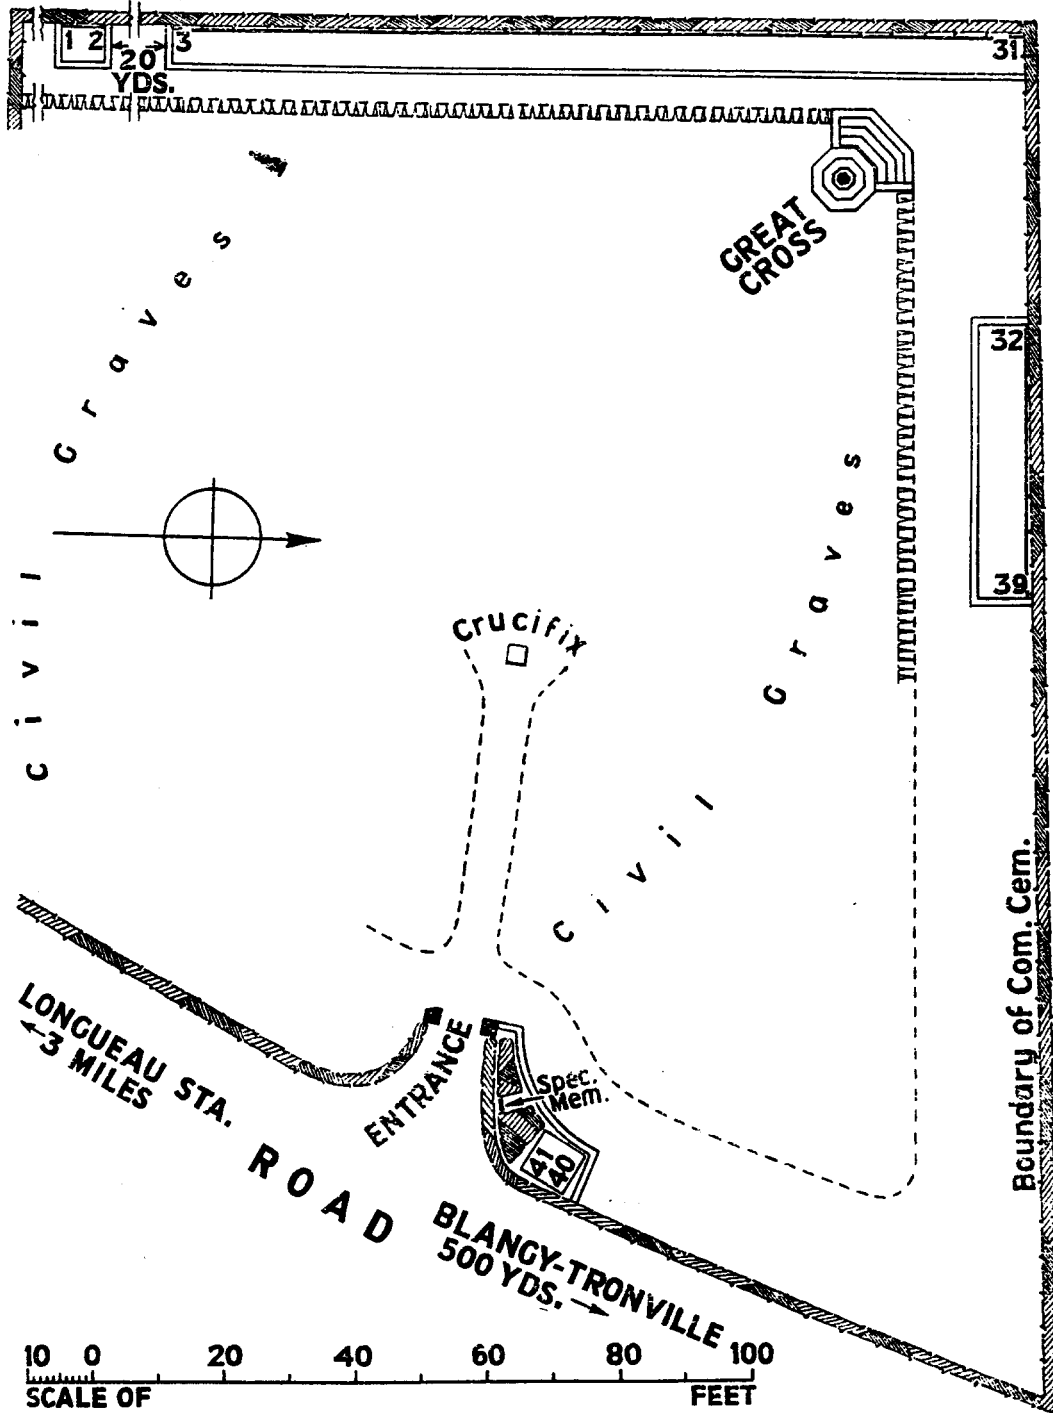 1 2
20
YDS.
3
31
GREAT
CROSS
Civil Graves
32
39
Crucifix
Civil Graves
Boundary of Com. Cem.
LONGUEAU STA.
3 MILES
ENTRANCE
Spec.
Mem.
41
40
ROAD
BLANGY-TRONVILLE
500 YDS.
10 0 20 40 60 80 100
SCALE OF FEET